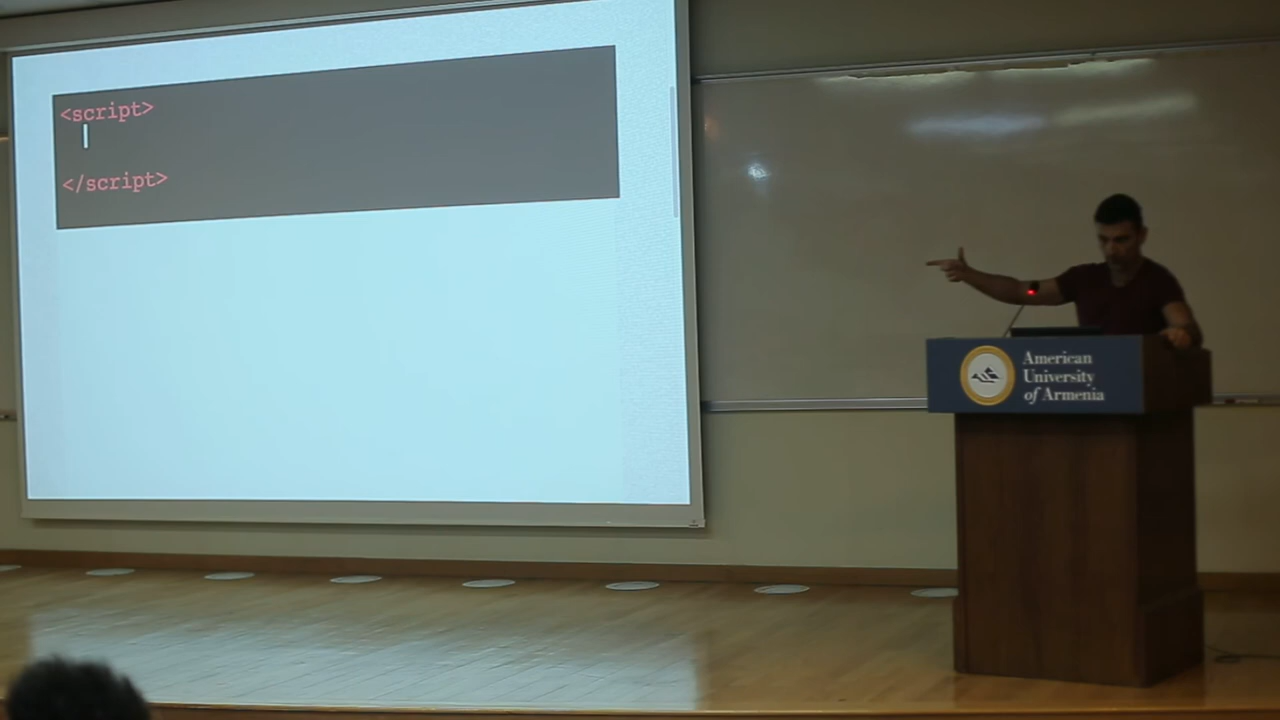 <script>
</script>
American
University
of Armenia